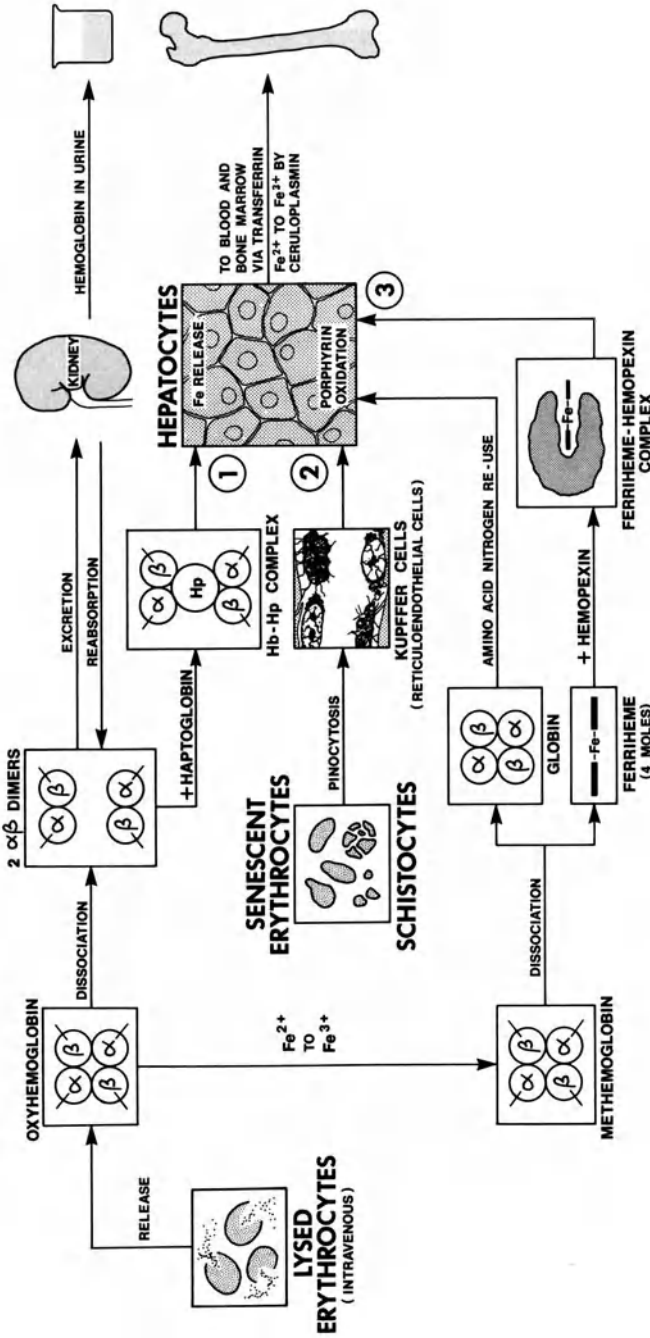 LYSED
ERYTHROCYTES
(INTRAVENOUS)
RELEASE
OXYHEMOGLOBIN
α β
β α
DISSOCIATION
2 αβ DIMERS
α β
β α
EXCRETION
REABSORPTION
KIDNEY
HEMOGLOBIN IN URINE
+HAPTOGLOBIN
α β
Hp
β α
Hb-Hp COMPLEX
1
HEPATOCYTES
Fe RELEASE
PORPHYRIN
OXIDATION
TO BLOOD AND
BONE MARROW
VIA TRANSFERRIN
Fe²⁺ TO Fe³⁺ BY
CERULOPLASMIN
SENESCENT
ERYTHROCYTES
SCHISTOCYTES
PINOCYTOSIS
KUPFFER CELLS
(RETICULOENDOTHELIAL CELLS)
2
Fe²⁺
TO
Fe³⁺
α β
β α
METHEMOGLOBIN
DISSOCIATION
α β
β α
GLOBIN
AMINO ACID NITROGEN RE-USE
-Fe-
FERRIHEME
(4 MOLES)
+ HEMOPEXIN
-Fe-
FERRIHEME-HEMOPEXIN
COMPLEX
3